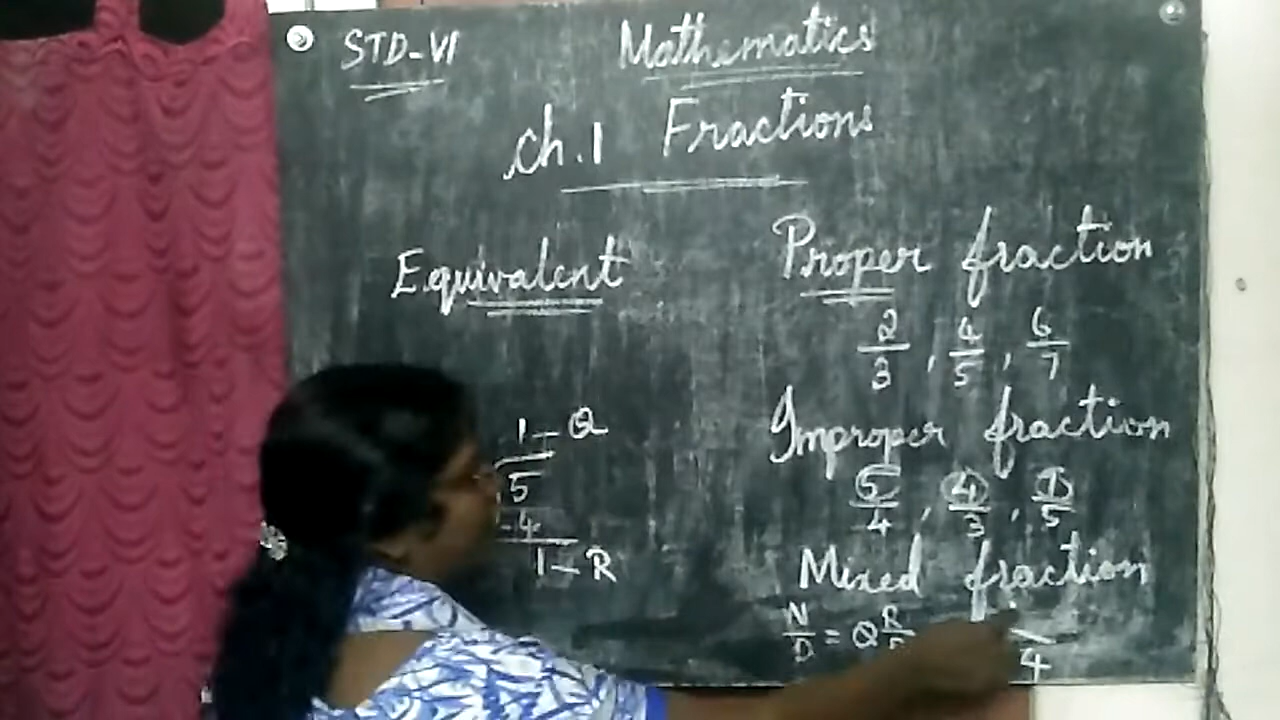 STD-VI Mathematics
Ch.1 Fractions
Equivalent
1-Q
5
-4
1-R
Proper fraction
2/3, 4/5, 6/7
Improper fraction
5/4, 4/3, 7/5
Mixed fraction
N/D = Q R/
4